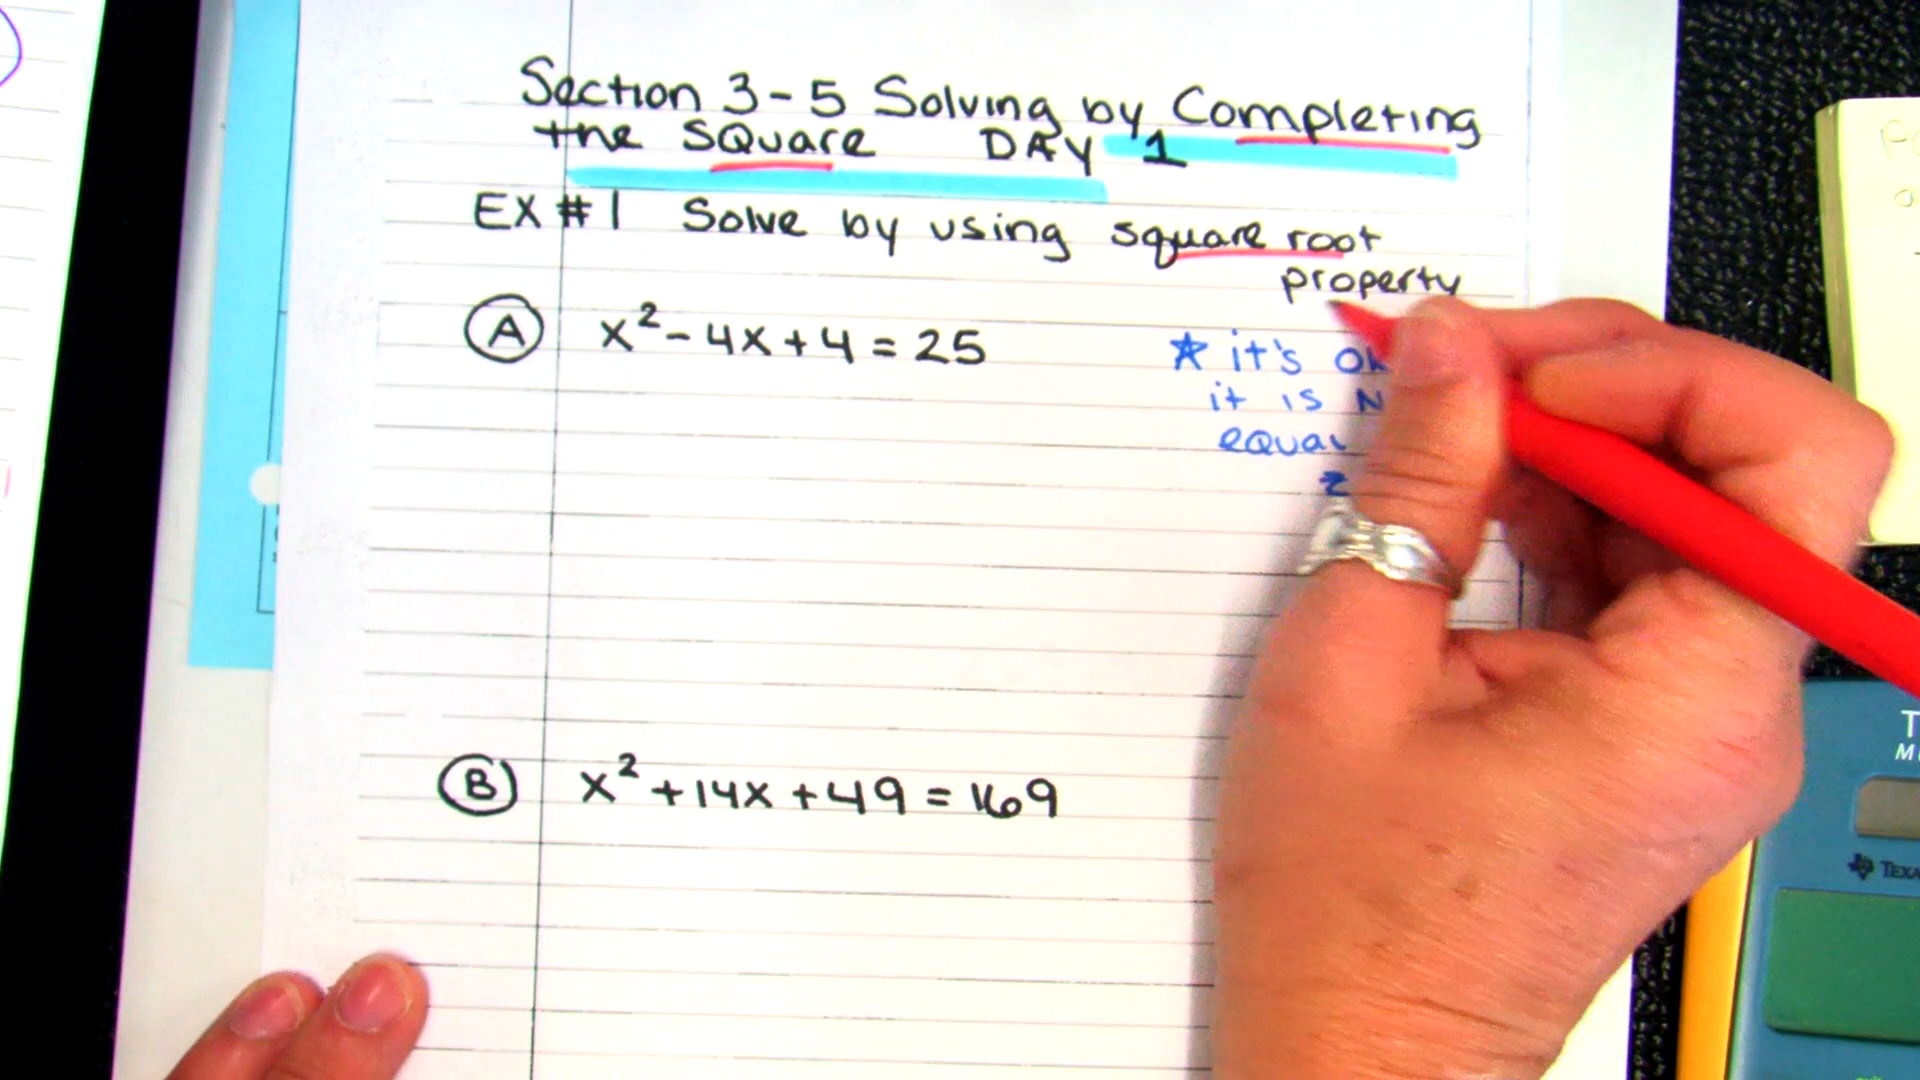 Section 3-5 Solving by Completing
the Square DAY 1
EX #1 Solve by using square root
property
A x² - 4x + 4 = 25
★ it's
it is
B x² + 14x + 49 = 169